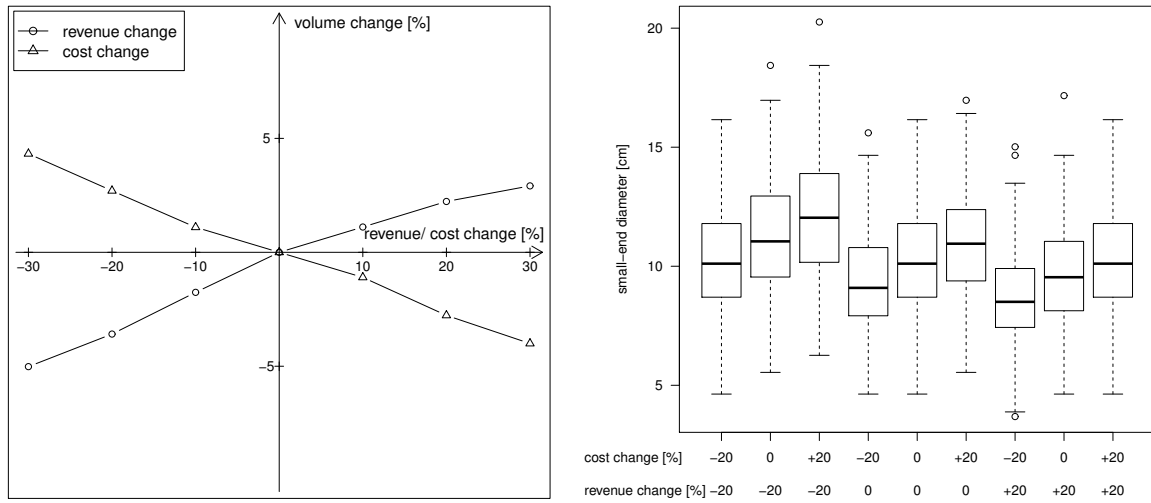 volume change [%]
revenue change
cost change
5
revenue/ cost change [%]
−30 −20 −10 10 20 30
−5
20
15
10
5
small−end diameter [cm]
cost change [%] −20 0 +20 −20 0 +20 −20 0 +20
revenue change [%] −20 −20 −20 0 0 0 +20 +20 +20